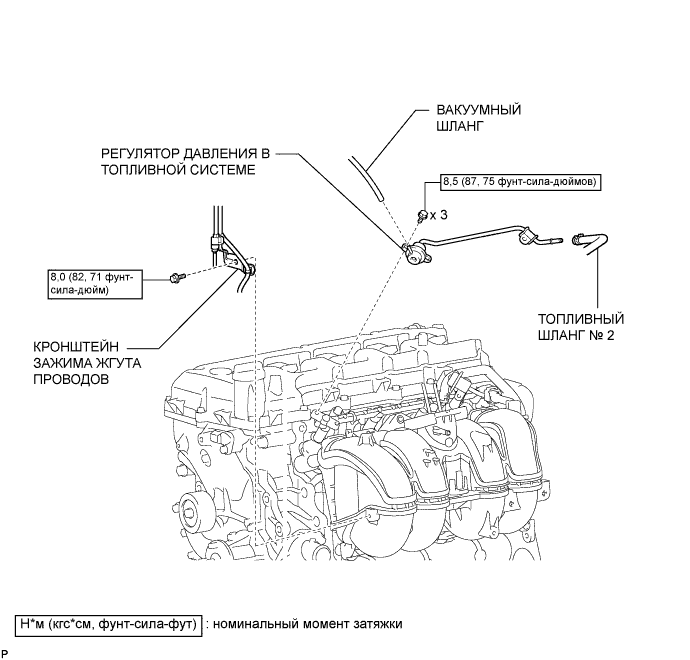 ВАКУУМНЫЙ
ШЛАНГ
РЕГУЛЯТОР ДАВЛЕНИЯ В
ТОПЛИВНОЙ СИСТЕМЕ
8,5 (87, 75 фунт-сила-дюймов)
x 3
8,0 (82, 71 фунт-
сила-дюйм)
ТОПЛИВНЫЙ
ШЛАНГ № 2
КРОНШТЕЙН
ЗАЖИМА ЖГУТА
ПРОВОДОВ
Н*м (кгс*см, фунт-сила-фут) : номинальный момент затяжки
P